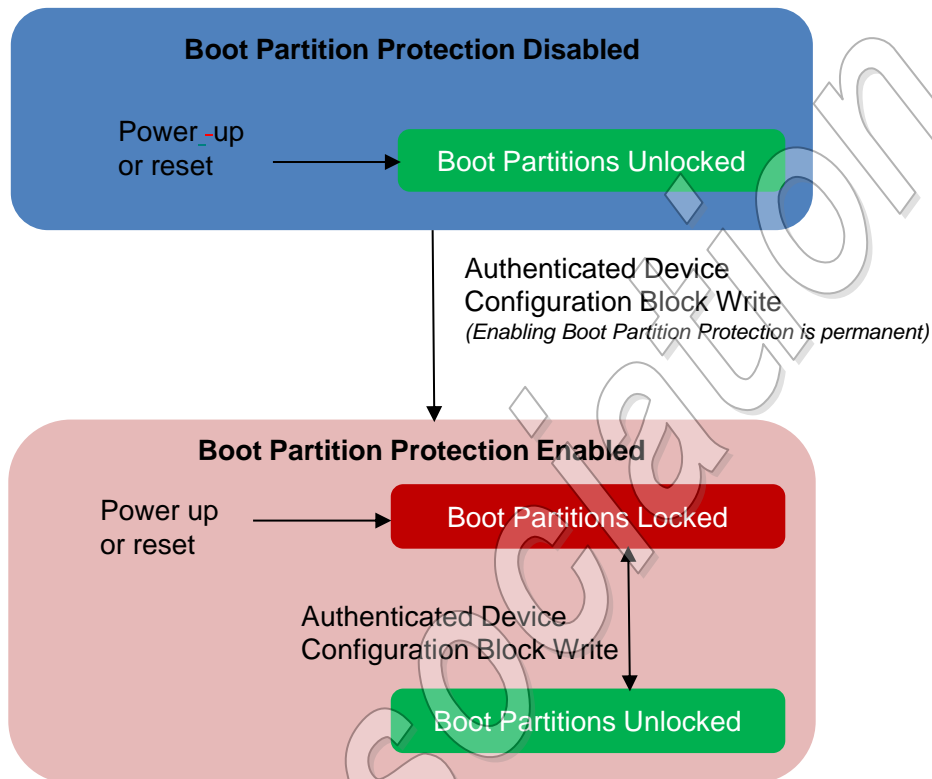 Boot Partition Protection Disabled
Power -up
or reset
Boot Partitions Unlocked
Authenticated Device
Configuration Block Write
(Enabling Boot Partition Protection is permanent)
Boot Partition Protection Enabled
Power up
or reset
Boot Partitions Locked
Authenticated Device
Configuration Block Write
Boot Partitions Unlocked
sociation